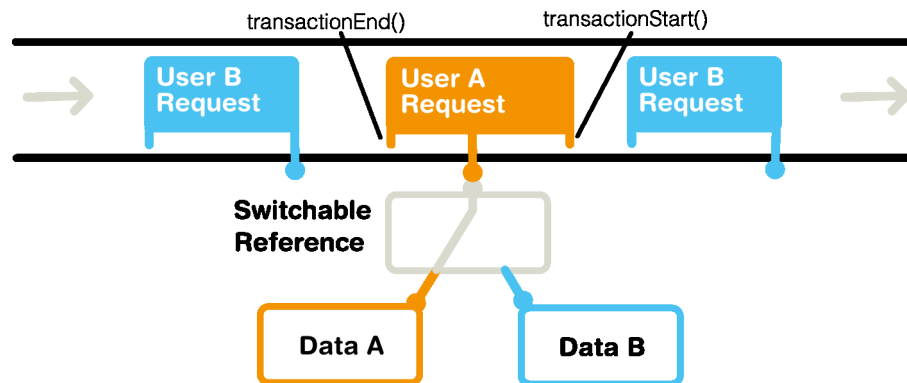 transactionEnd()
transactionStart()
User B
Request
User A
Request
User B
Request
Switchable
Reference
Data A
Data B